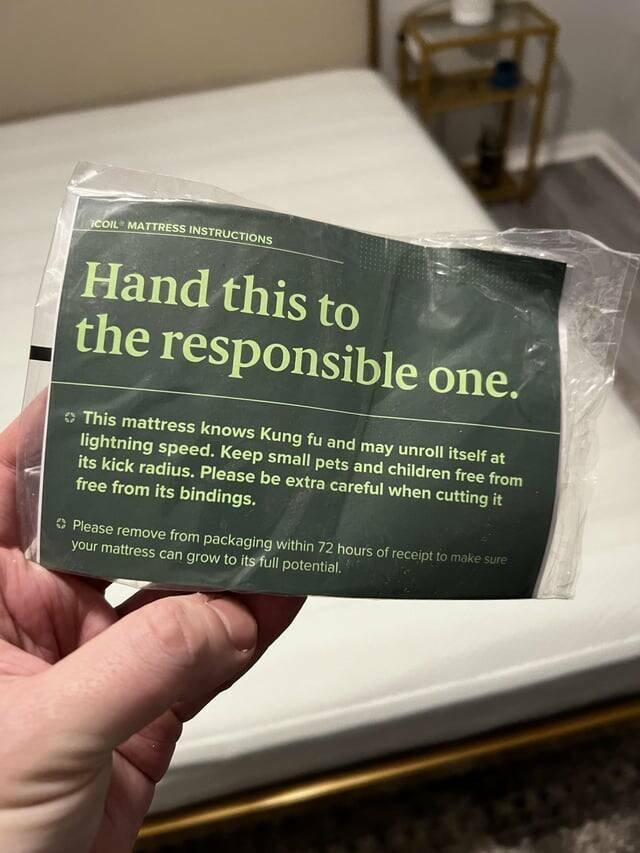 iCOIL® MATTRESS INSTRUCTIONS
Hand this to
the responsible one.
This mattress knows Kung fu and may unroll itself at
lightning speed. Keep small pets and children free from
its kick radius. Please be extra careful when cutting it
free from its bindings.
Please remove from packaging within 72 hours of receipt to make sure
your mattress can grow to its full potential.